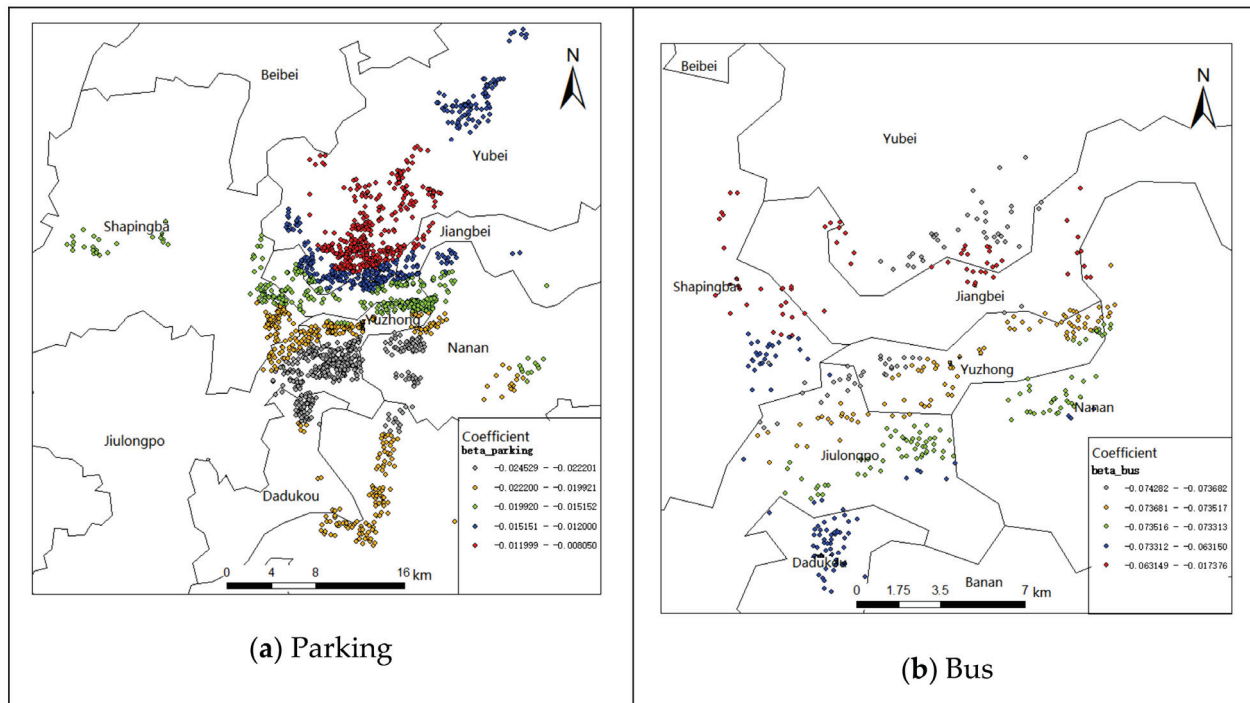 Beibei
N
Yubei
Shapingba
Jiangbei
Yuzhong
Nanan
Jiulongpo
Dadukou
Coefficient
beta_parking
-0.024529 - -0.022201
-0.022200 - -0.019921
-0.019920 - -0.015152
-0.015151 - -0.012000
-0.011999 - -0.008050
0 4 8 16 km
(a) Parking
Beibei
N
Yubei
Shapingba
Jiangbei
Yuzhong
Nanan
Jiulongpo
Dadukou
Banan
Coefficient
beta_bus
-0.074282 - -0.073682
-0.073681 - -0.073517
-0.073516 - -0.073313
-0.073312 - -0.063150
-0.063149 - -0.017376
0 1.75 3.5 7 km
(b) Bus